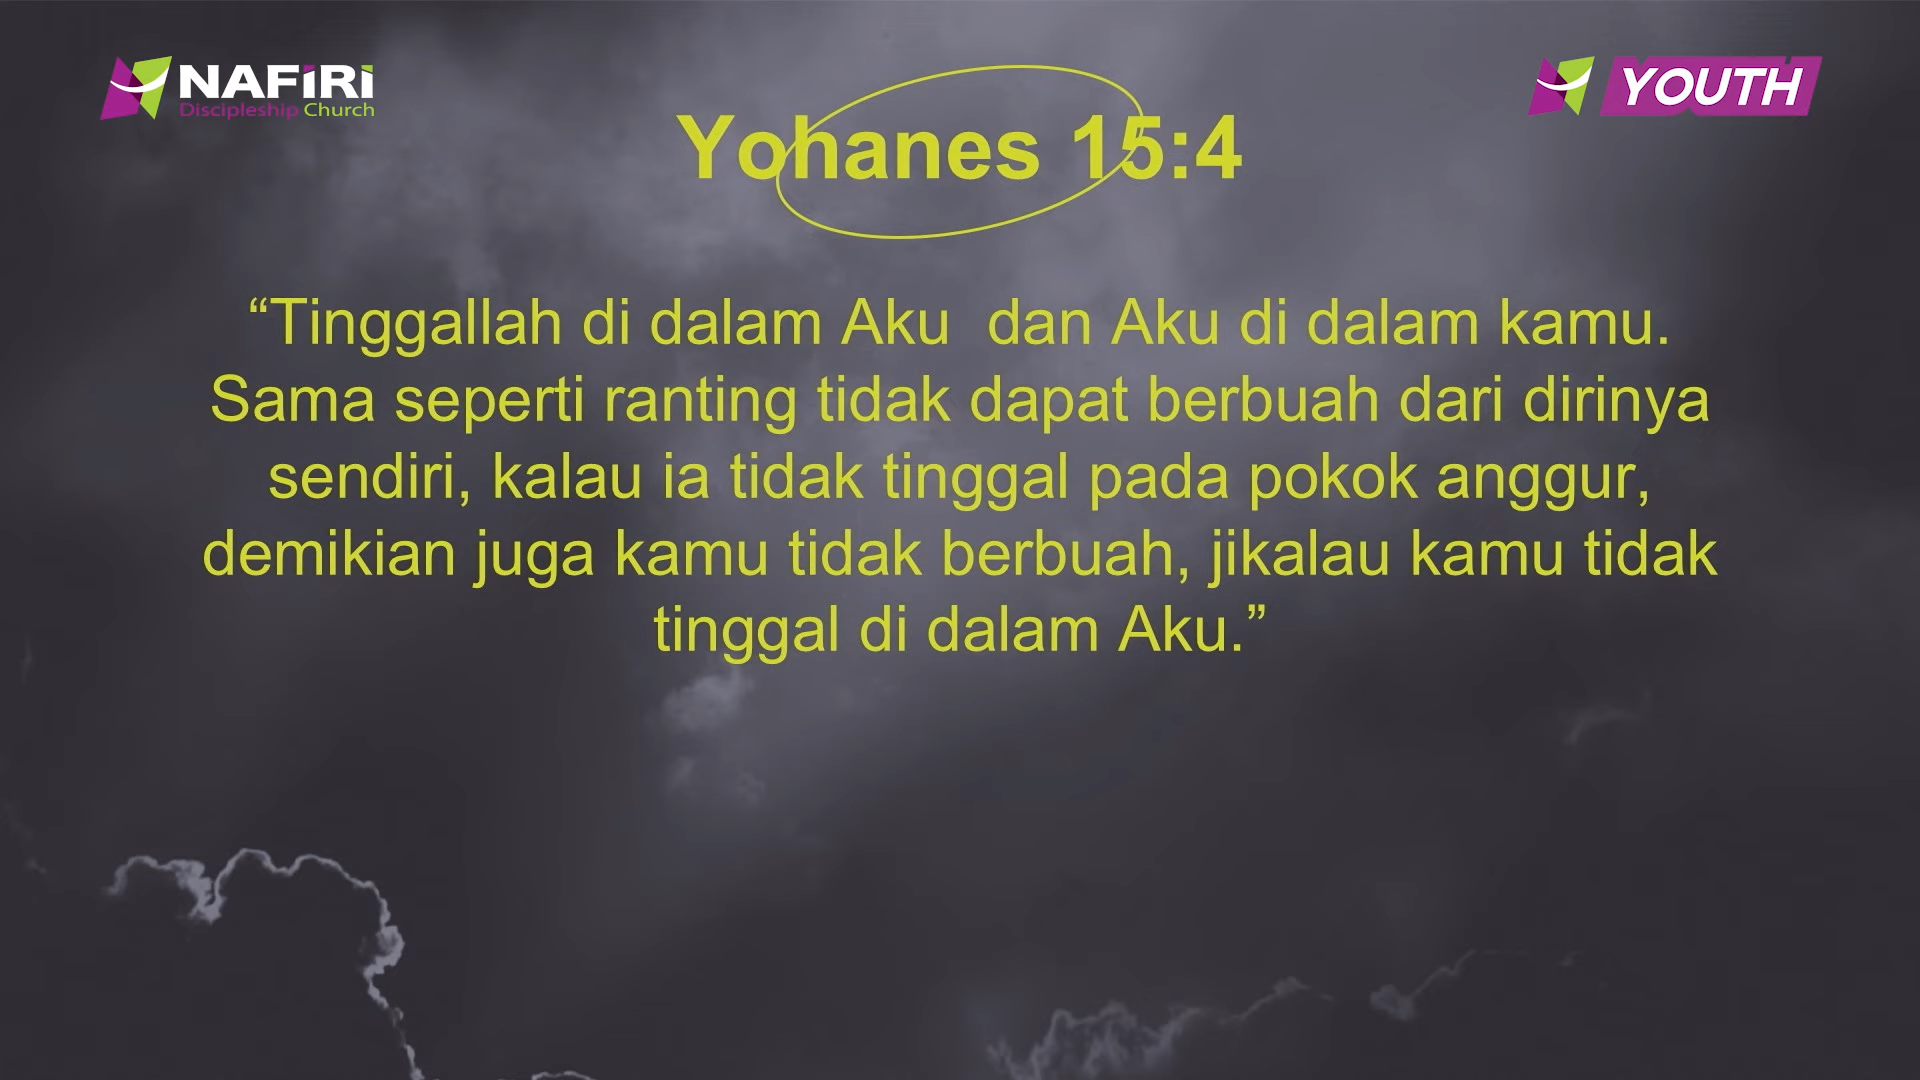 NAFIRI
Discipleship Church
YOUTH
Yohanes 15:4
“Tinggallah di dalam Aku  dan Aku di dalam kamu.
Sama seperti ranting tidak dapat berbuah dari dirinya
sendiri, kalau ia tidak tinggal pada pokok anggur,
demikian juga kamu tidak berbuah, jikalau kamu tidak
tinggal di dalam Aku.”